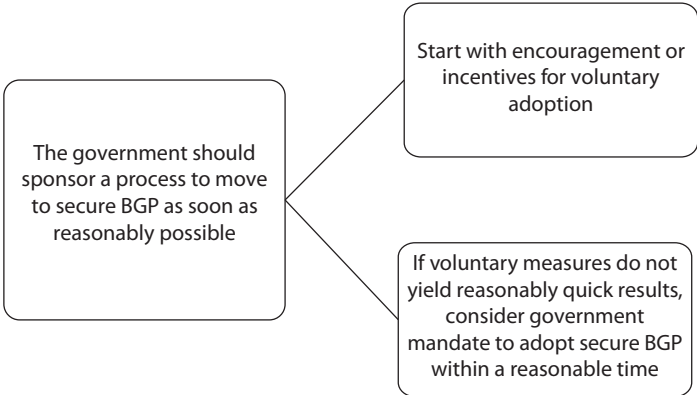 The government should
sponsor a process to move
to secure BGP as soon as
reasonably possible
Start with encouragement or
incentives for voluntary
adoption
If voluntary measures do not
yield reasonably quick results,
consider government
mandate to adopt secure BGP
within a reasonable time